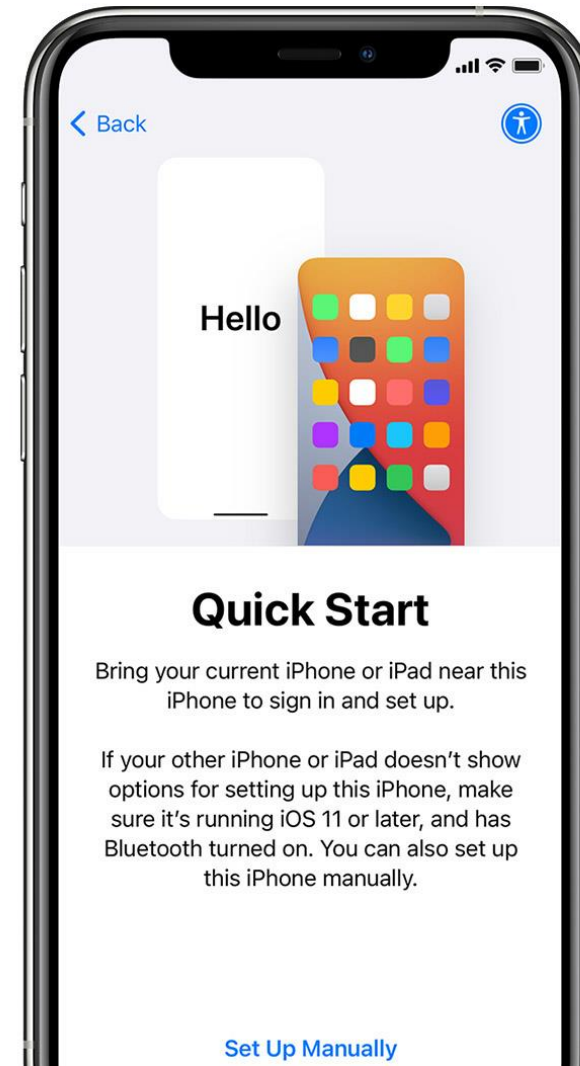 Back
Hello
Quick Start
Bring your current iPhone or iPad near this
iPhone to sign in and set up.
If your other iPhone or iPad doesn’t show
options for setting up this iPhone, make
sure it’s running iOS 11 or later, and has
Bluetooth turned on. You can also set up
this iPhone manually.
Set Up Manually